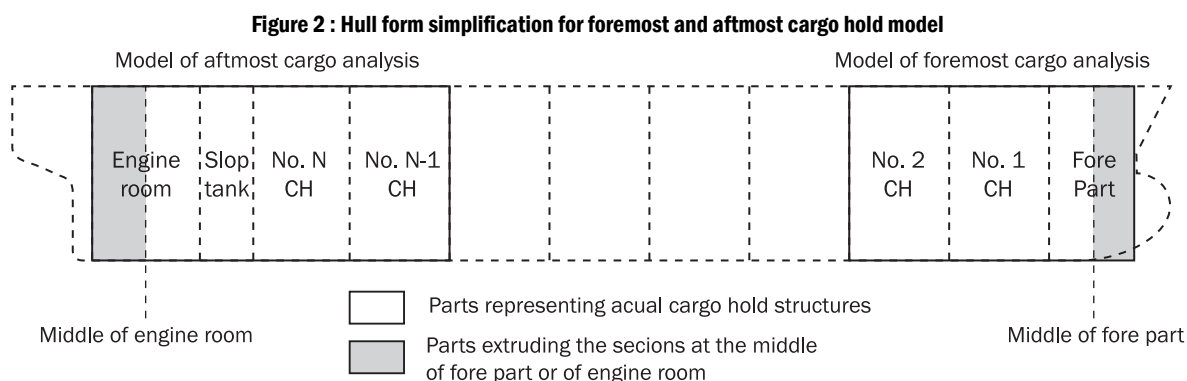 Figure 2 : Hull form simplification for foremost and aftmost cargo hold model
Model of aftmost cargo analysis
Model of foremost cargo analysis
Engine
room
Slop
tank
No. N
CH
No. N-1
CH
No. 2
CH
No. 1
CH
Fore
Part
Middle of engine room
Parts representing acual cargo hold structures
Middle of fore part
Parts extruding the secions at the middle
of fore part or of engine room